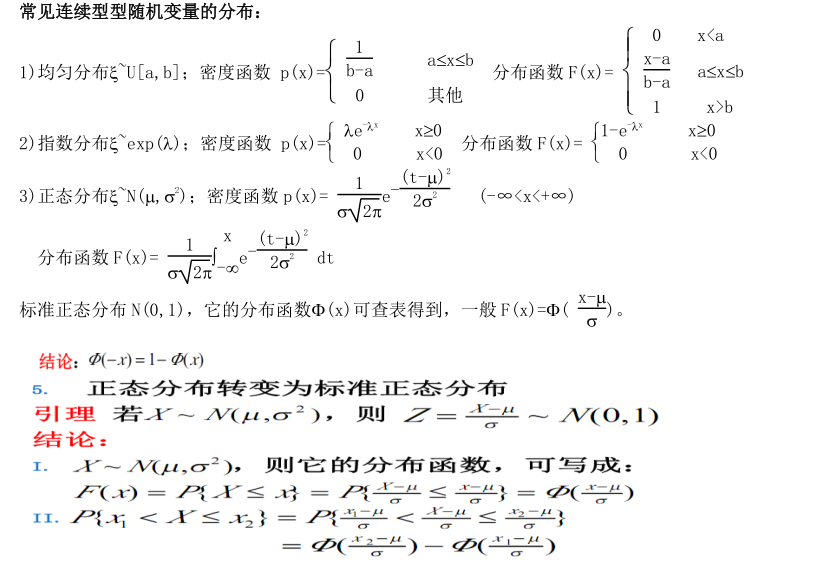 常见连续型型随机变量的分布：
1)均匀分布ξ~U[a,b]；密度函数 p(x)={ 1/(b-a) a≤x≤b; 0 其他 分布函数 F(x)= { 0 x<a; (x-a)/(b-a) a≤x≤b; 1 x>b
2)指数分布ξ~exp(λ)；密度函数 p(x)={ λe^(-λx) x≥0; 0 x<0 分布函数 F(x)= { 1-e^(-λx) x≥0; 0 x<0
3)正态分布ξ~N(μ,σ²)；密度函数 p(x)= 1/(σ√2π) e^(-(t-μ)²/2σ²) (-∞<x<+∞)
分布函数 F(x)= 1/(σ√2π) ∫_{-∞}^{x} e^(-(t-μ)²/2σ²) dt
标准正态分布 N(0,1)，它的分布函数Φ(x)可查表得到，一般 F(x)=Φ( (x-μ)/σ )。
结论：Φ(-x)=1-Φ(x)
5. 正态分布转变为标准正态分布
引理 若X ~ N(μ,σ²)，则 Z = (X-μ)/σ ~ N(0,1)
结论：
I. X ~ N(μ,σ²)，则它的分布函数，可写成：
F(x) = P{X ≤ x} = P{(X-μ)/σ ≤ (x-μ)/σ} = Φ((x-μ)/σ)
II. P{x₁ < X ≤ x₂} = P{(x₁-μ)/σ < (X-μ)/σ ≤ (x₂-μ)/σ}
= Φ((x₂-μ)/σ) - Φ((x₁-μ)/σ)